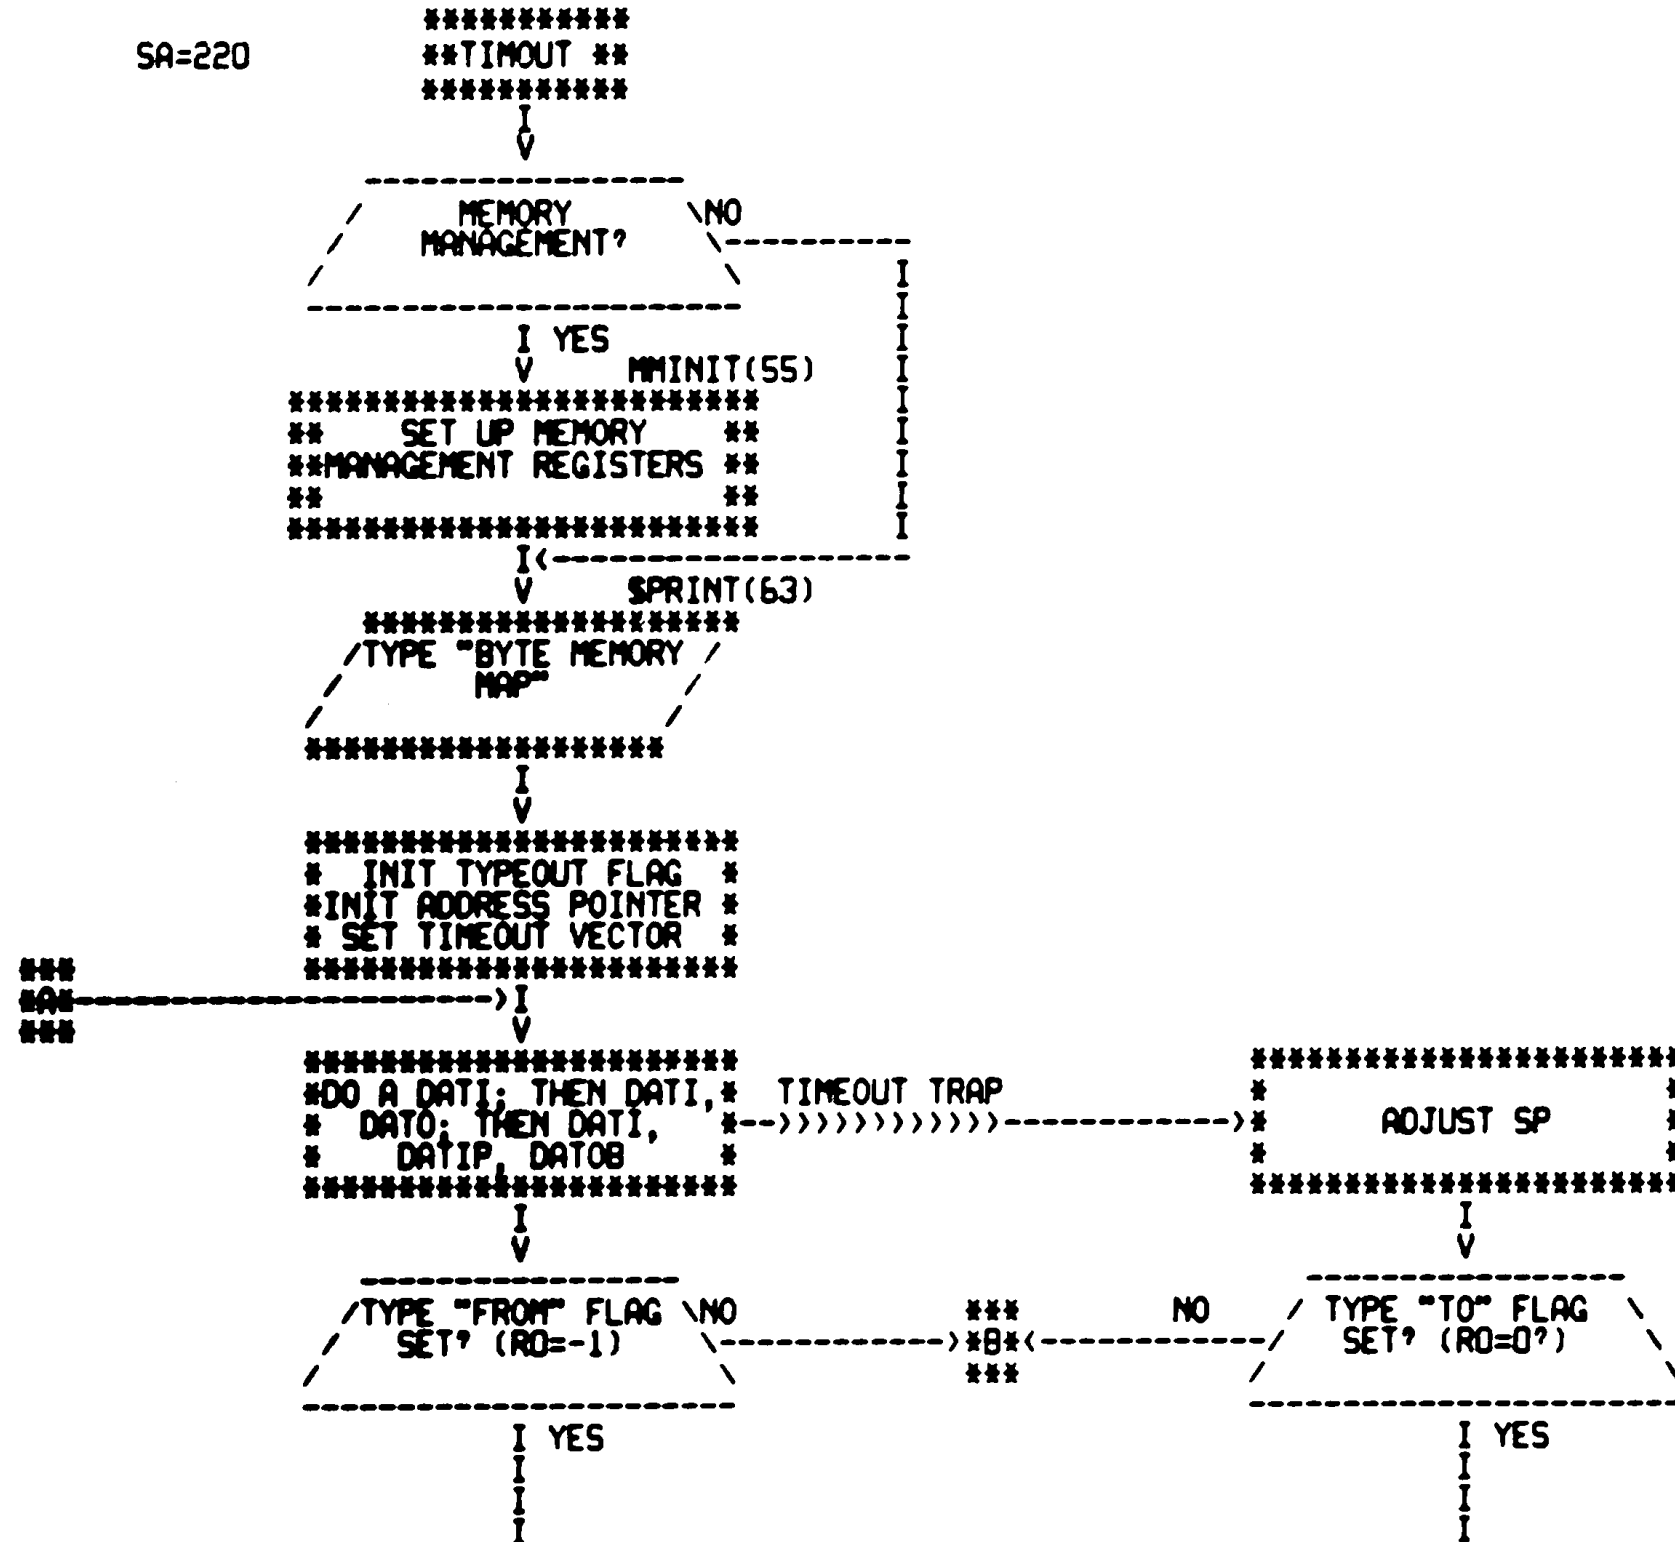 SA=220
**TIMOUT **
MEMORY
MANAGEMENT?
NO
YES
MMINIT(55)
SET UP MEMORY
MANAGEMENT REGISTERS
$PRINT(63)
TYPE "BYTE MEMORY
MAP"
INIT TYPEOUT FLAG
INIT ADDRESS POINTER
SET TIMEOUT VECTOR
*A*
DO A DATI; THEN DATI,
DATO; THEN DATI,
DATIP, DATOB
TIMEOUT TRAP
ADJUST SP
TYPE "FROM" FLAG
SET? (R0=-1)
NO
*B*
NO
TYPE "TO" FLAG
SET? (R0=0?)
YES
YES